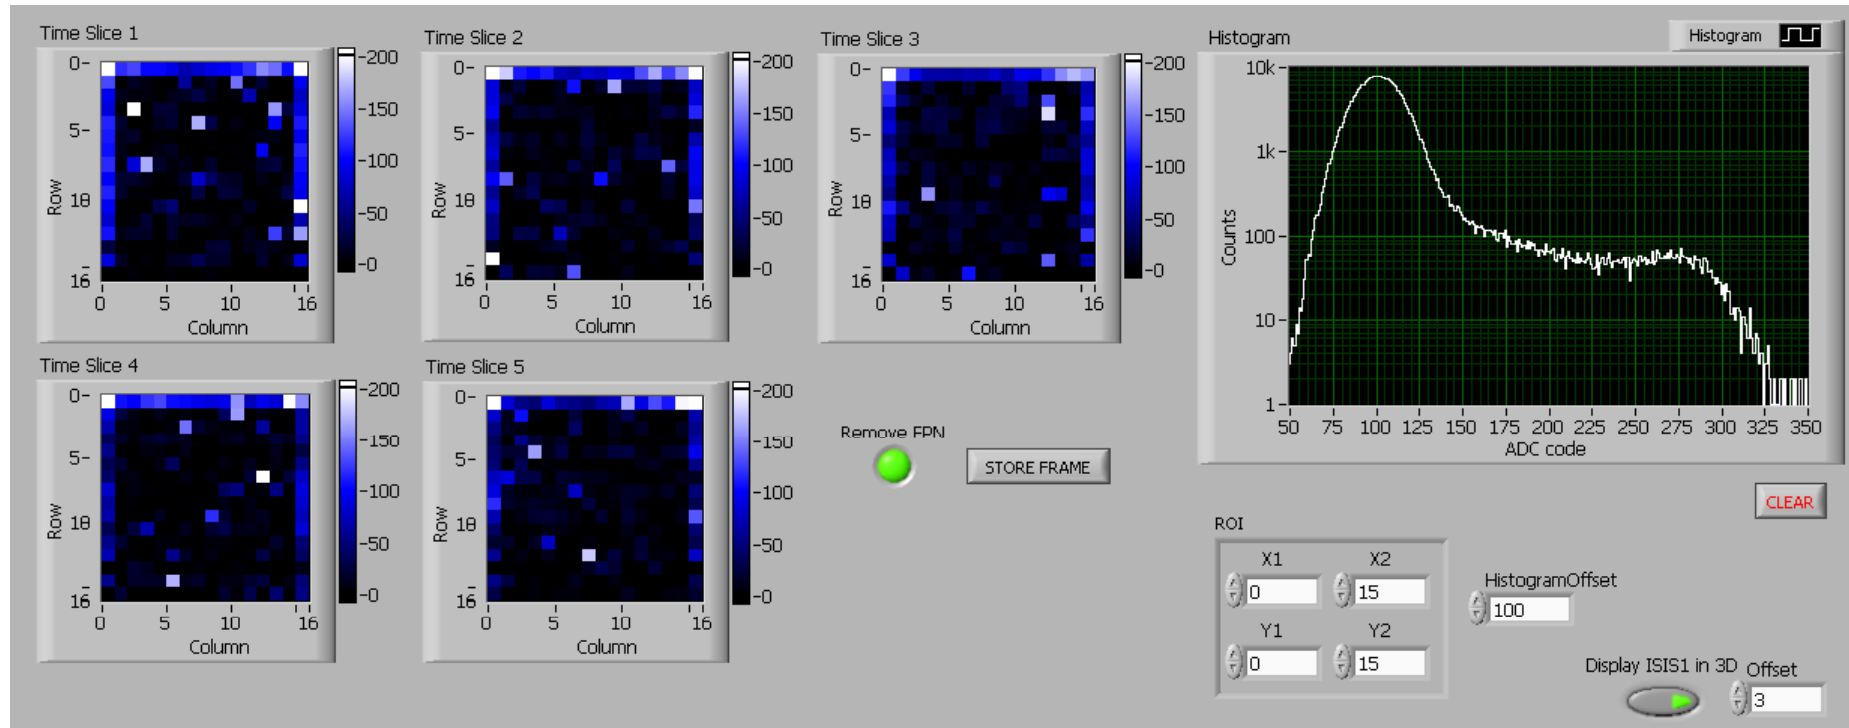 Time Slice 1
0-
5-
10
-
16
0 5 10 16
Row
Column
-200
-150
-100
-50
-0
Time Slice 2
0-
5-
10
-
16
0 5 10 16
Row
Column
-200
-150
-100
-50
-0
Time Slice 3
0-
5-
10
-
16
0 5 10 16
Row
Column
-200
-150
-100
-50
-0
Histogram
Histogram
10k-
1k-
100-
10-
1-
Counts
50 75 100 125 150 175 200 225 250 275 300 325 350
ADC code
Time Slice 4
0-
5-
10
-
16
0 5 10 16
Row
Column
-200
-150
-100
-50
-0
Time Slice 5
0-
5-
10
-
16
0 5 10 16
Row
Column
-200
-150
-100
-50
-0
Remove FPN
STORE FRAME
CLEAR
ROI
X1 X2
0 15
Y1 Y2
0 15
HistogramOffset
100
Display ISIS1 in 3D
Offset
3